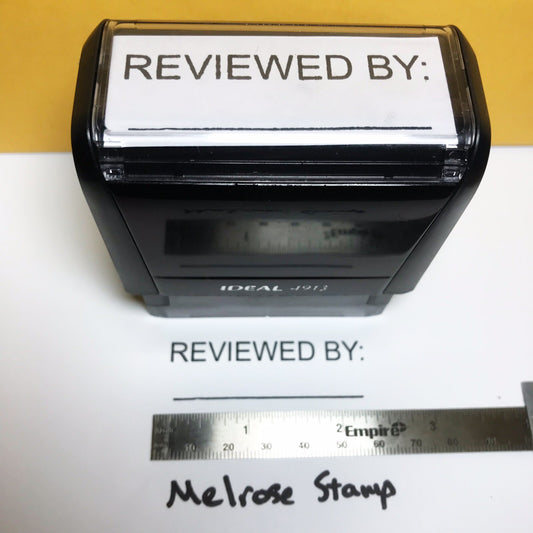 REVIEWED BY:
IDEAL 4913
REVIEWED BY:
1 2 Empire 3
10 20 30 40 50 60 70 80
Melrose Stamp